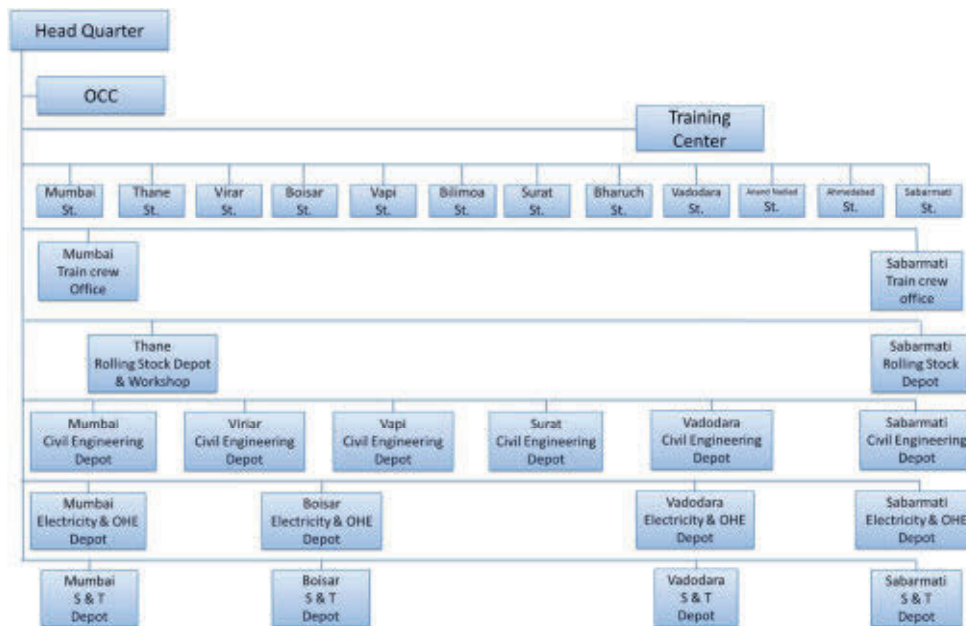 Head Quarter
OCC
Training
Center
Mumbai
St.
Thane
St.
Virar
St.
Boisar
St.
Vapi
St.
Bilimoa
St.
Surat
St.
Bharuch
St.
Vadodara
St.
Anand Nadiad
St.
Ahmedabad
St.
Sabarmati
St.
Mumbai
Train crew
Office
Sabarmati
Train crew
office
Thane
Rolling Stock Depot
& Workshop
Sabarmati
Rolling Stock
Depot
Mumbai
Civil Engineering
Depot
Viriar
Civil Engineering
Depot
Vapi
Civil Engineering
Depot
Surat
Civil Engineering
Depot
Vadodara
Civil Engineering
Depot
Sabarmati
Civil Engineering
Depot
Mumbai
Electricity & OHE
Depot
Boisar
Electricity & OHE
Depot
Vadodara
Electricity & OHE
Depot
Sabarmati
Electricity & OHE
Depot
Mumbai
S & T
Depot
Boisar
S & T
Depot
Vadodara
S & T
Depot
Sabarmati
S & T
Depot